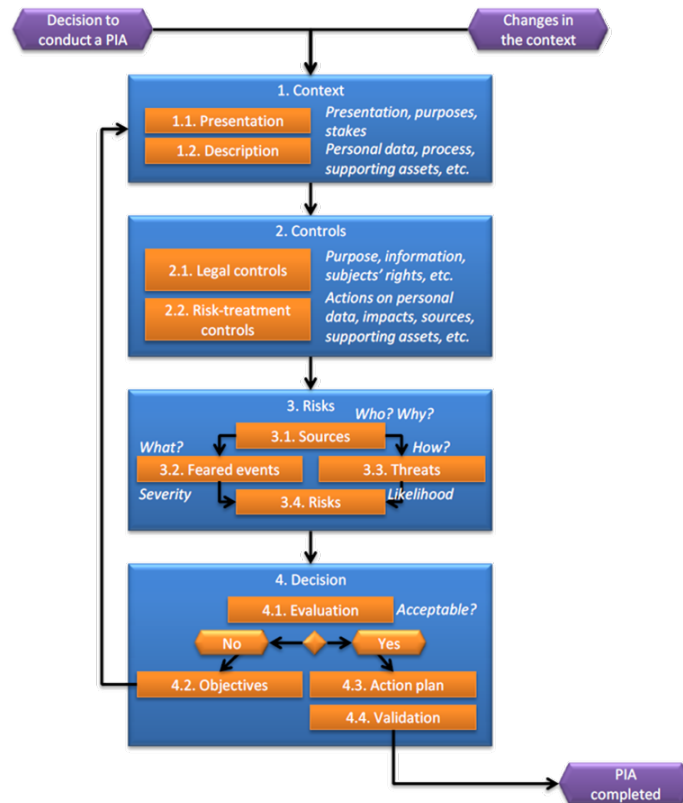 Decision to
conduct a PIA
Changes in
the context
1. Context
1.1. Presentation
Presentation, purposes,
stakes
1.2. Description
Personal data, process,
supporting assets, etc.
2. Controls
2.1. Legal controls
Purpose, information,
subjects' rights, etc.
2.2. Risk-treatment
controls
Actions on personal
data, impacts, sources,
supporting assets, etc.
3. Risks
Who? Why?
3.1. Sources
What?
How?
3.2. Feared events
3.3. Threats
Severity
Likelihood
3.4. Risks
4. Decision
4.1. Evaluation
Acceptable?
No
Yes
4.2. Objectives
4.3. Action plan
4.4. Validation
PIA
completed